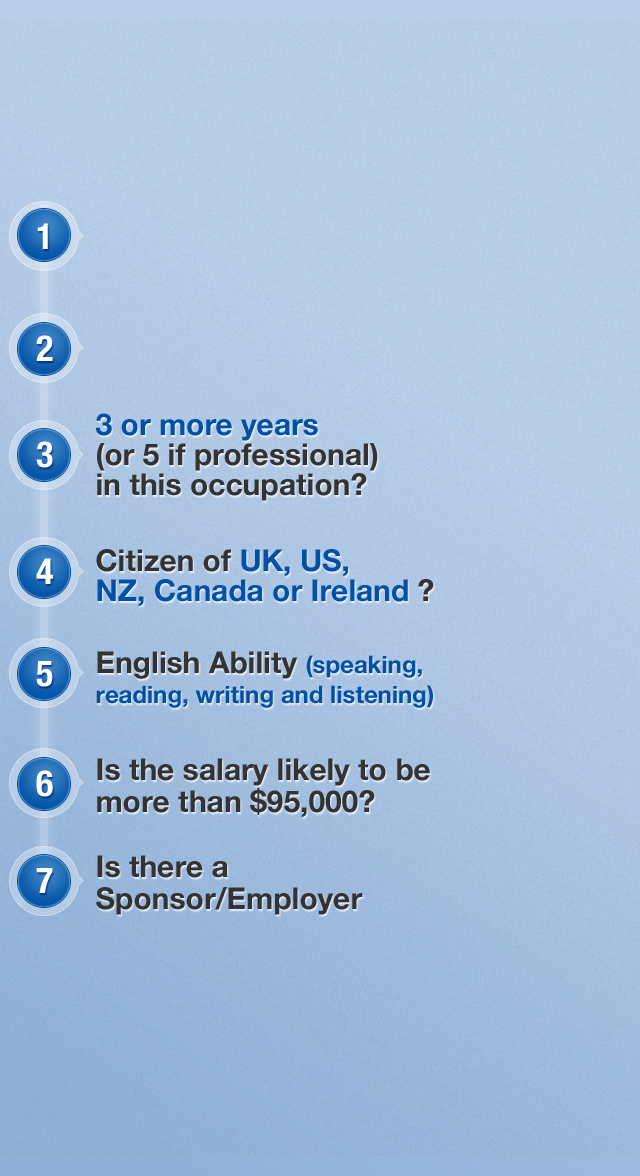 1
2
3
3 or more years
(or 5 if professional)
in this occupation?
4
Citizen of UK, US,
NZ, Canada or Ireland ?
5
English Ability (speaking,
reading, writing and listening)
6
Is the salary likely to be
more than $95,000?
7
Is there a
Sponsor/Employer